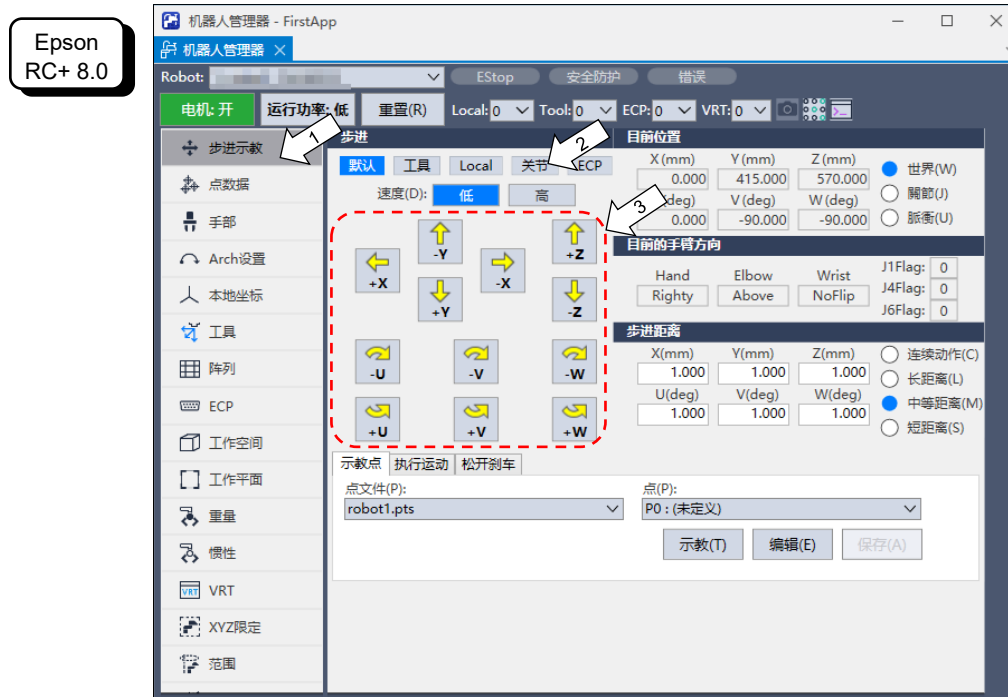 Epson
RC+ 8.0
机器人管理器 - FirstApp
机器人管理器
Robot:
EStop 安全防护 错误
电机: 开 运行功率: 低 重置(R) Local: 0 Tool: 0 ECP: 0 VRT: 0
步进示教
点数据
手部
Arch设置
本地坐标
工具
阵列
ECP
工作空间
工作平面
重量
惯性
VRT
VRT
XYZ限定
范围
1
2
3
步进
默认 工具 Local 关节 ECP
速度(D): 低 高
-Y +Z
+X -X
+Y -Z
-U -V -W
+U +V +W
目前位置
X (mm) Y (mm) Z (mm)
0.000 415.000 570.000
(deg) V (deg) W (deg)
0.000 -90.000 -90.000
世界(W)
關節(J)
脈衝(U)
目前的手臂方向
Hand Elbow Wrist
Righty Above NoFlip
J1Flag: 0
J4Flag: 0
J6Flag: 0
步进距离
X(mm) Y(mm) Z(mm)
1.000 1.000 1.000
U(deg) V(deg) W(deg)
1.000 1.000 1.000
连续动作(C)
长距离(L)
中等距离(M)
短距离(S)
示教点 执行运动 松开刹车
点文件(P): 点(P):
robot1.pts P0 : (未定义)
示教(T) 编辑(E) 保存(A)